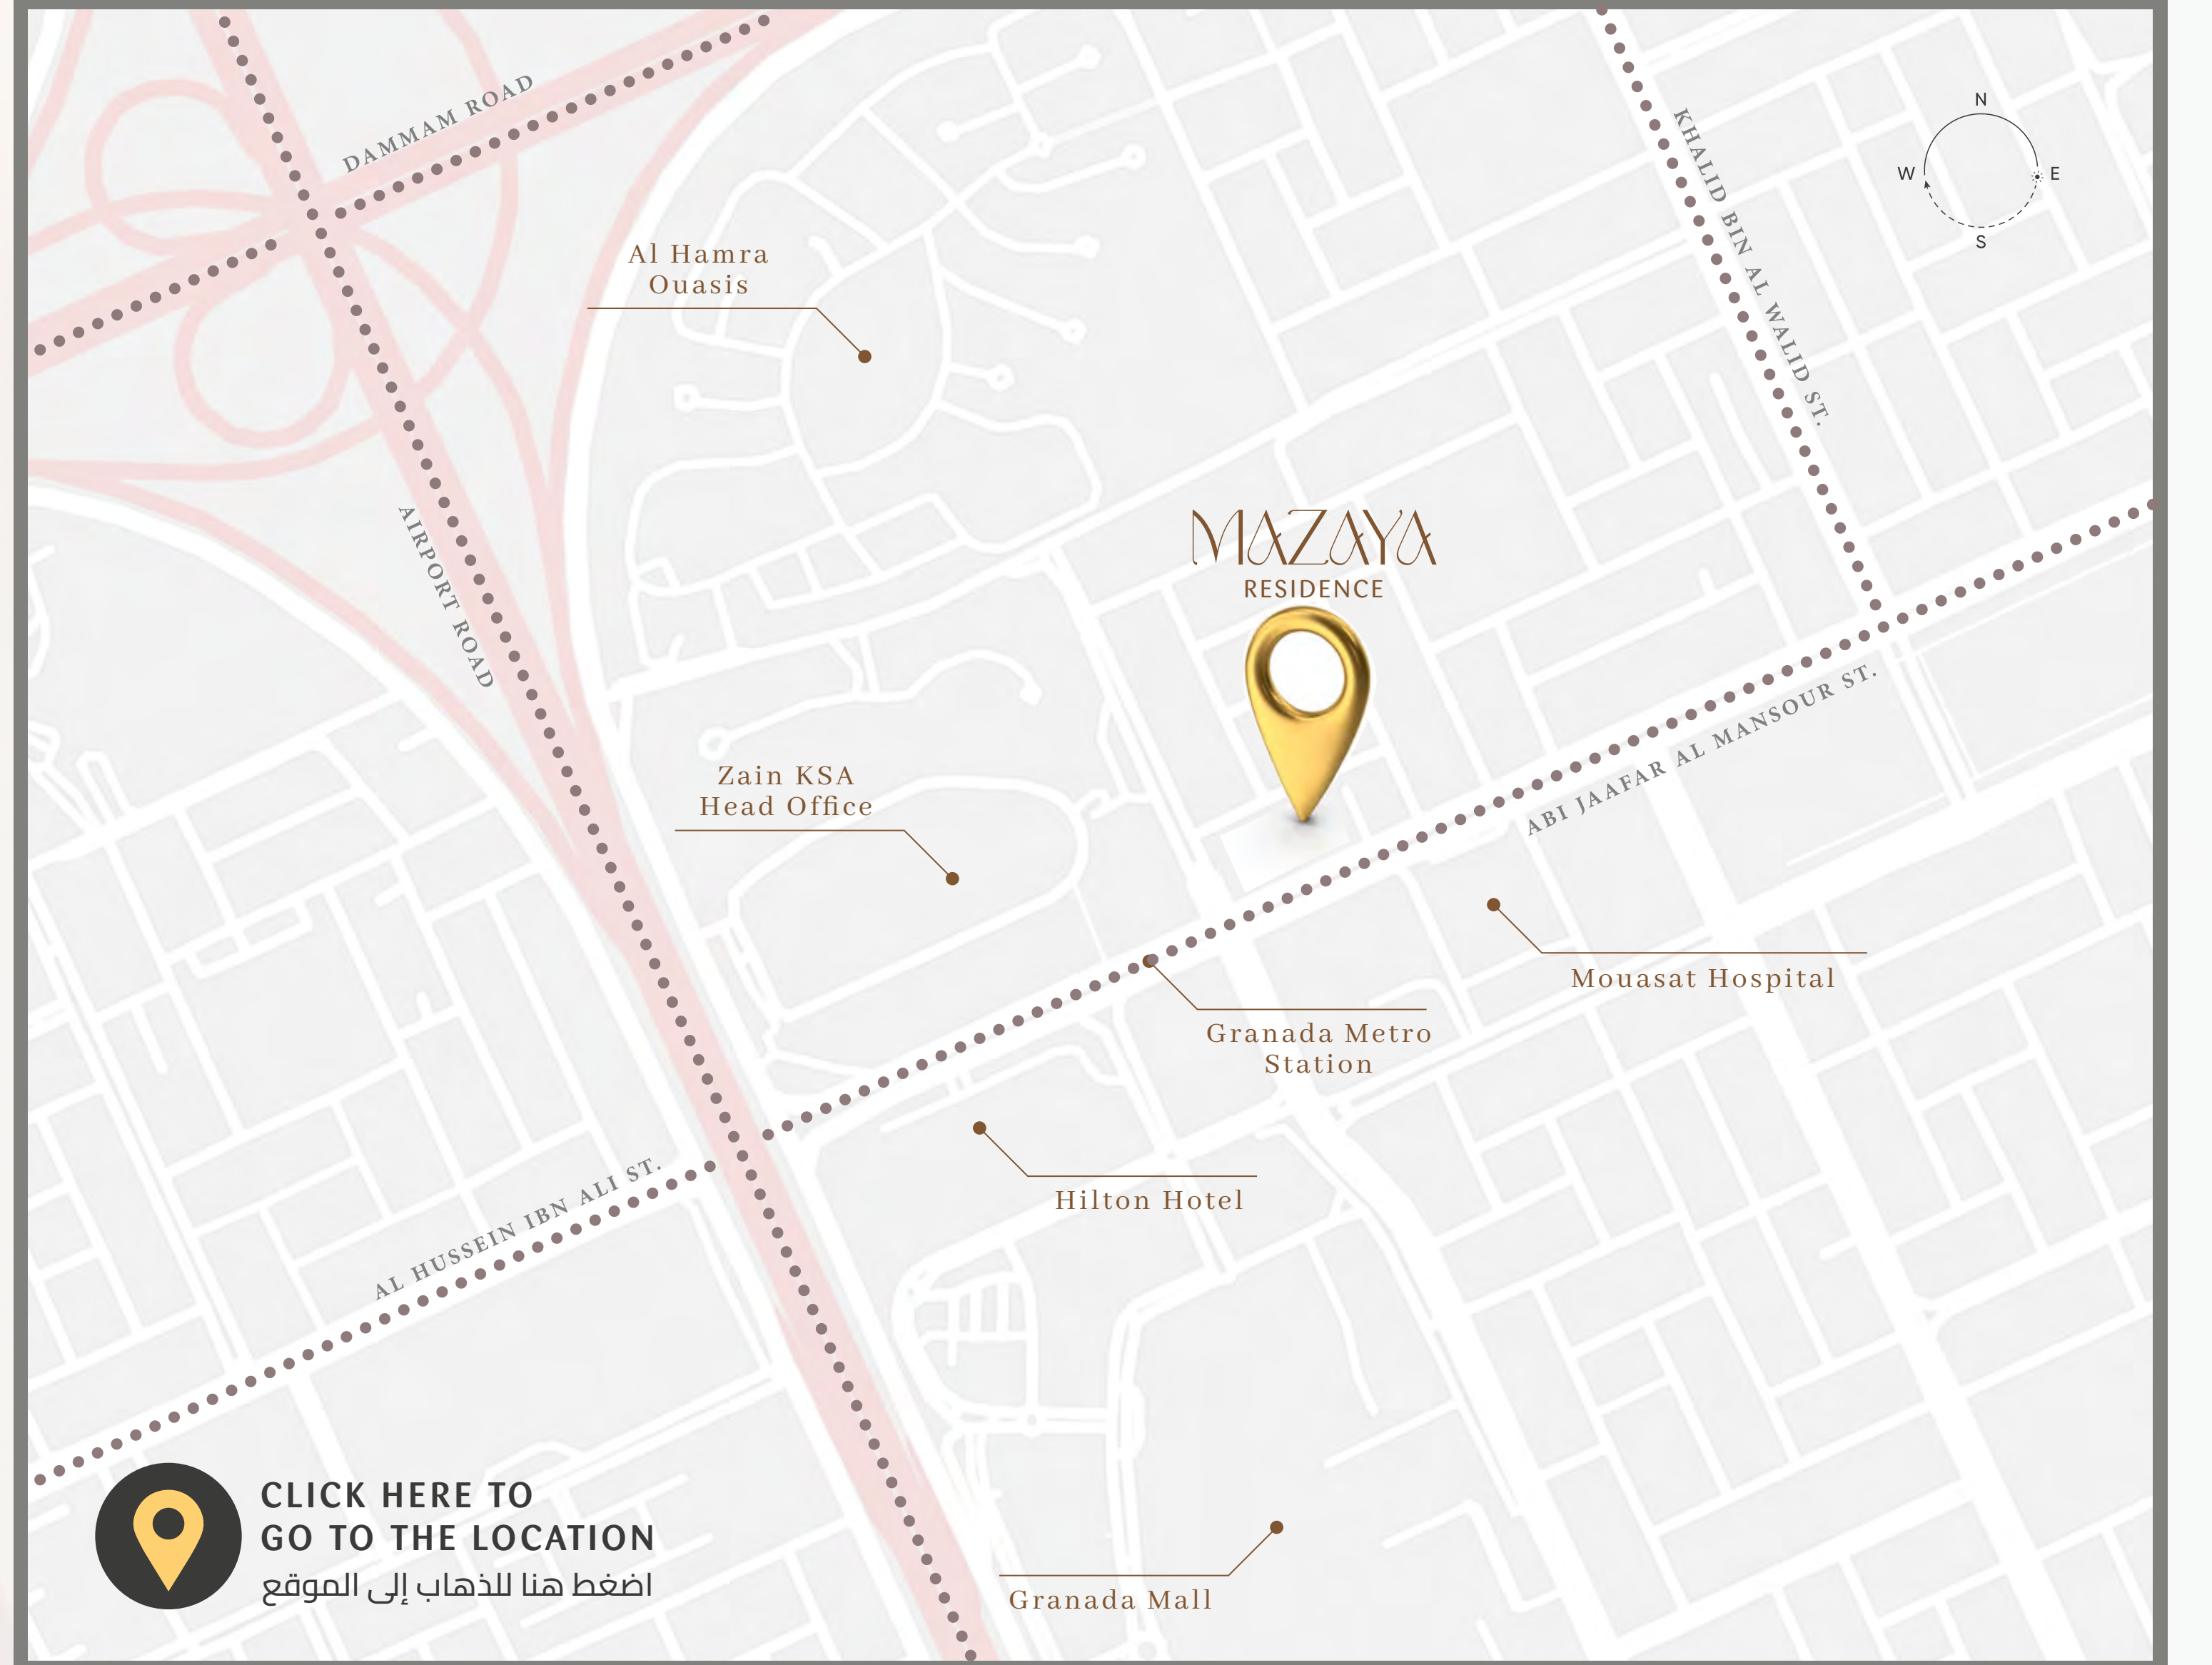 DAMMAM ROAD
KHALID BIN AL WALID ST.
N
W
E
S
Al Hamra
Ouasis
AIRPORT ROAD
MAZAYA
RESIDENCE
ABI JAAFAR AL MANSOUR ST.
Zain KSA
Head Office
Mouasat Hospital
Granada Metro
Station
Hilton Hotel
AL HUSSEIN IBN ALI ST.
CLICK HERE TO
GO TO THE LOCATION
اضغط هنا للذهاب إلى الموقع
Granada Mall